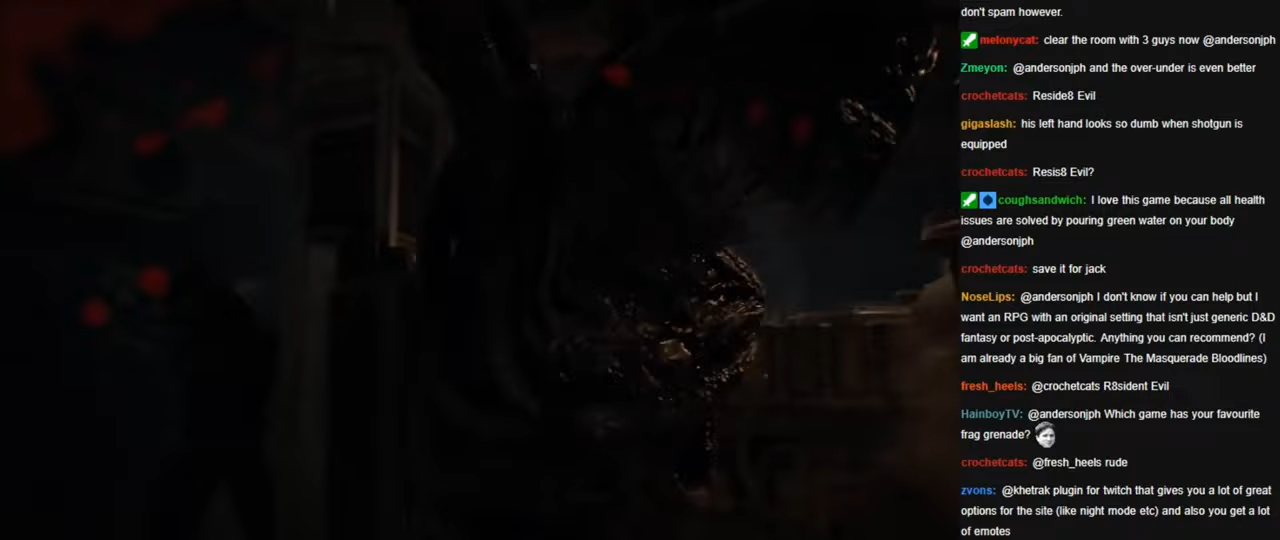 don't spam however.
melonycat: clear the room with 3 guys now @andersonjph
Zmeyon: @andersonjph and the over-under is even better
crochetcats: Reside8 Evil
gigaslash: his left hand looks so dumb when shotgun is
equipped
crochetcats: Resis8 Evil?
coughsandwich: I love this game because all health
issues are solved by pouring green water on your body
@andersonjph
crochetcats: save it for jack
NoseLips: @andersonjph I don't know if you can help but I
want an RPG with an original setting that isn't just generic D&D
fantasy or post-apocalyptic. Anything you can recommend? (I
am already a big fan of Vampire The Masquerade Bloodlines)
fresh_heels: @crochetcats R8sident Evil
HainboyTV: @andersonjph Which game has your favourite
frag grenade?
crochetcats: @fresh_heels rude
zvons: @khetrak plugin for twitch that gives you a lot of great
options for the site (like night mode etc) and also you get a lot
of emotes